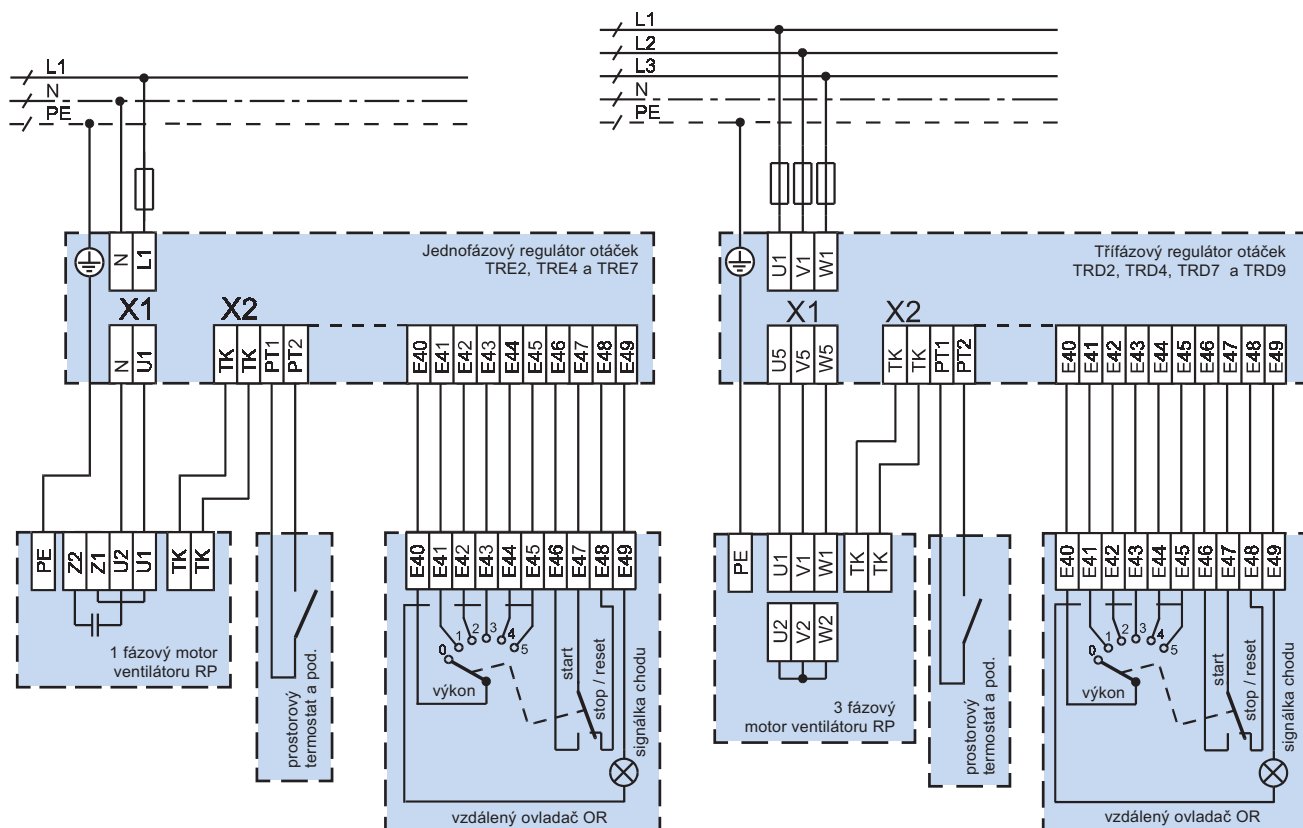 L1
N
PE
N
L1
Jednofázový regulátor otáček
TRE2, TRE4 a TRE7
X1
X2
N
U1
TK
TK
PT1
PT2
E40
E41
E42
E43
E44
E45
E46
E47
E48
E49
PE
Z2
Z1
U2
U1
TK
TK
1 fázový motor
ventilátoru RP
prostorový
termostat a pod.
E40
E41
E42
E43
E44
E45
E46
E47
E48
E49
0
1
2
3
4
5
výkon
start
stop / reset
signálka chodu
vzdálený ovladač OR
L1
L2
L3
N
PE
U1
V1
W1
Třífázový regulátor otáček
TRD2, TRD4, TRD7 a TRD9
X1
X2
U5
V5
W5
TK
TK
PT1
PT2
E40
E41
E42
E43
E44
E45
E46
E47
E48
E49
PE
U1
V1
W1
TK
TK
U2
V2
W2
3 fázový
motor ventilátoru RP
prostorový
termostat a pod.
E40
E41
E42
E43
E44
E45
E46
E47
E48
E49
0
1
2
3
4
5
výkon
start
stop / reset
signálka chodu
vzdálený ovladač OR